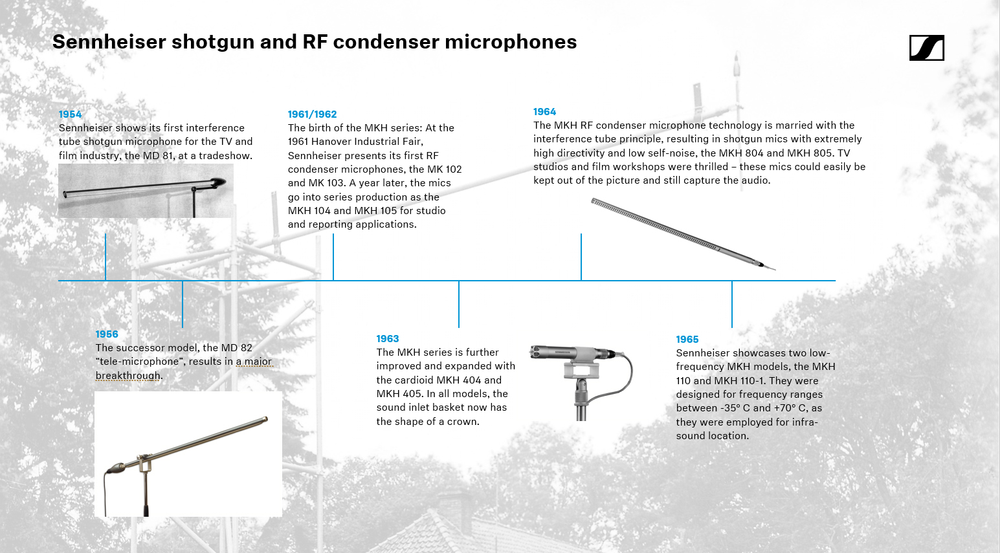 Sennheiser shotgun and RF condenser microphones
1954
Sennheiser shows its first interference
tube shotgun microphone for the TV and
film industry, the MD 81, at a tradeshow.
1961/1962
The birth of the MKH series: At the
1961 Hanover Industrial Fair,
Sennheiser presents its first RF
condenser microphones, the MK 102
and MK 103. A year later, the mics
go into series production as the
MKH 104 and MKH 105 for studio
and reporting applications.
1964
The MKH RF condenser microphone technology is married with the
interference tube principle, resulting in shotgun mics with extremely
high directivity and low self-noise, the MKH 804 and MKH 805. TV
studios and film workshops were thrilled – these mics could easily be
kept out of the picture and still capture the audio.
1956
The successor model, the MD 82
“tele-microphone”, results in a major
breakthrough.
1963
The MKH series is further
improved and expanded with
the cardioid MKH 404 and
MKH 405. In all models, the
sound inlet basket now has
the shape of a crown.
1965
Sennheiser showcases two low-
frequency MKH models, the MKH
110 and MKH 110-1. They were
designed for frequency ranges
between -35° C and +70° C, as
they were employed for infra-
sound location.